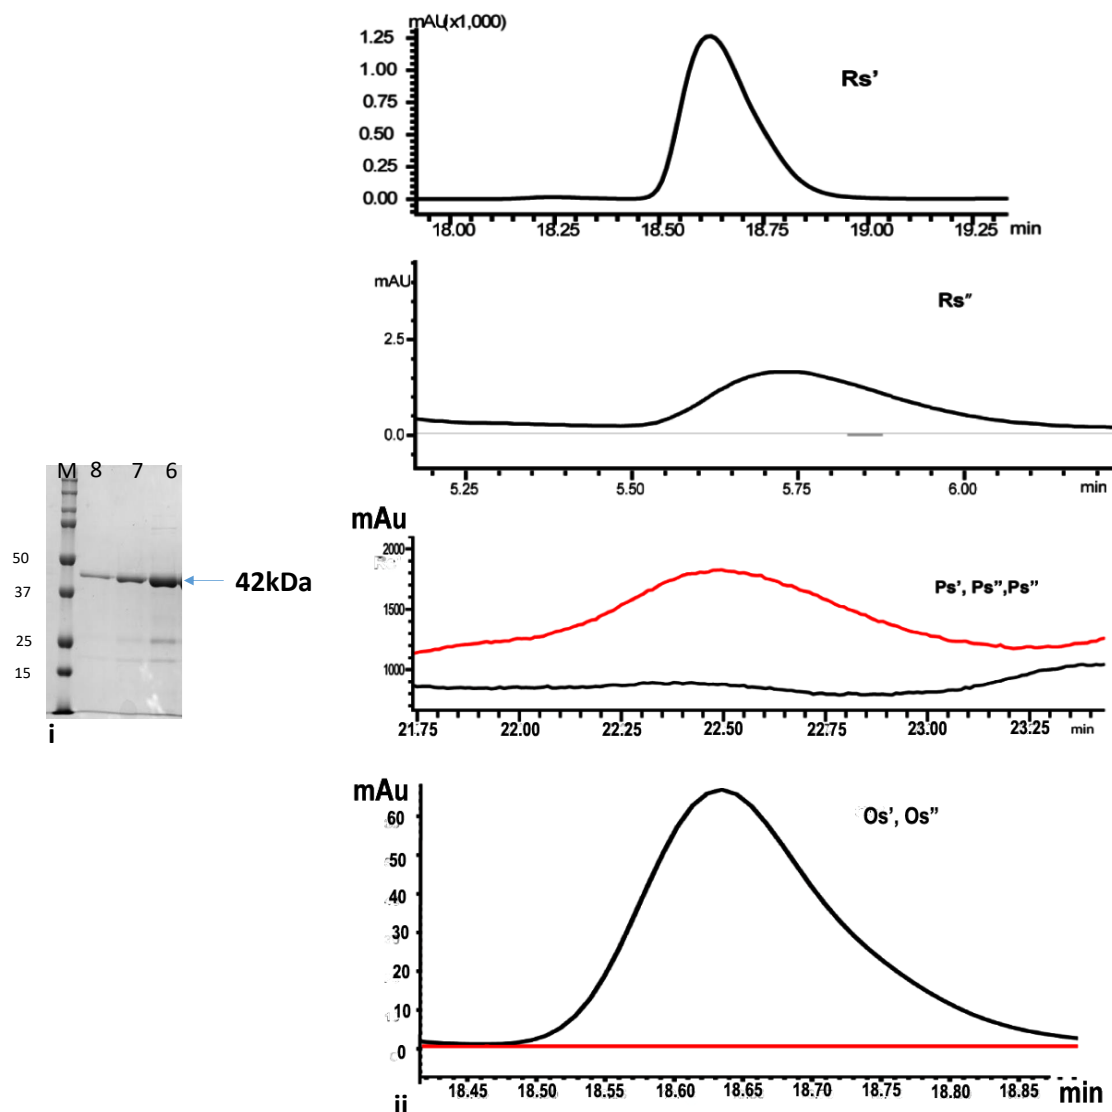 M 8 7 6
50
37
25
15
42kDa
i
mAU(x1,000)
Rs’
1.25
1.00
0.75
0.50
0.25
0.00
18.00 18.25 18.50 18.75 19.00 19.25 min
mAU
Rs″
2.5
0.0
5.25 5.50 5.75 6.00 min
mAu
2000
Ps’, Ps”,Ps”
1500
1000
21.75 22.00 22.25 22.50 22.75 23.00 23.25 min
mAu
Os’, Os”
60
50
40
30
20
10
0
18.45 18.50 18.55 18.60 18.65 18.70 18.75 18.80 18.85 min
ii